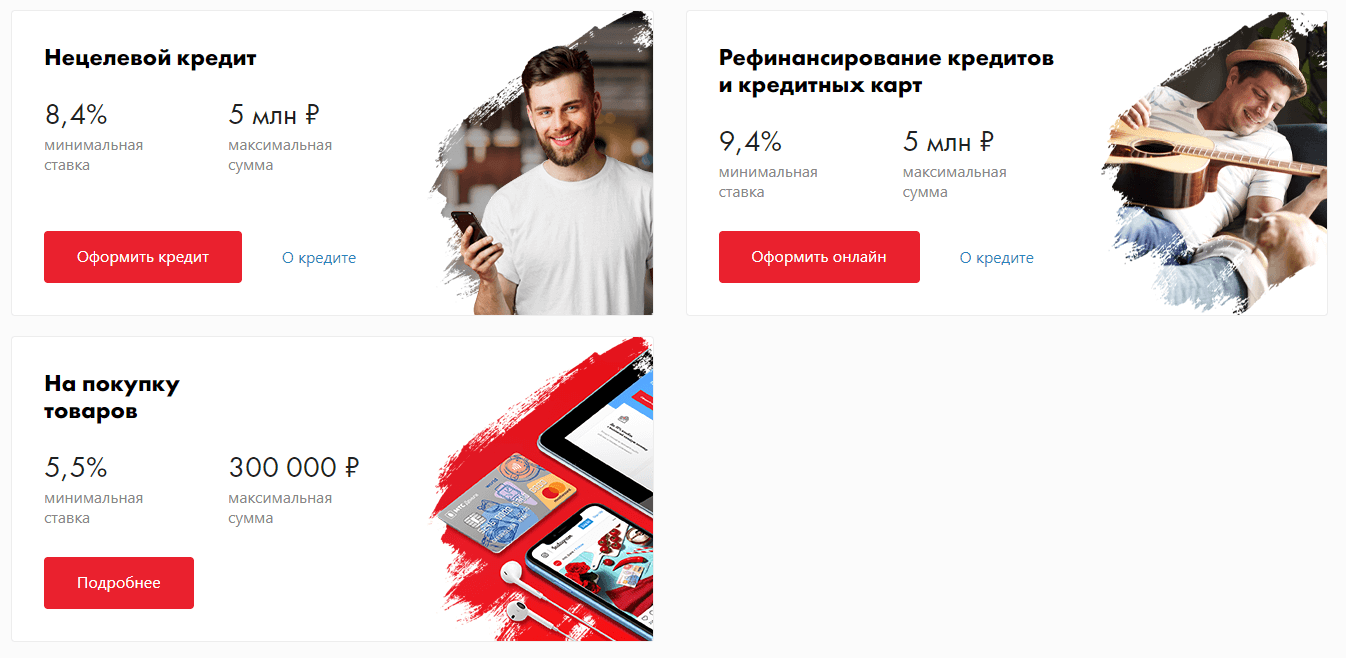 Нецелевой кредит
8,4%
5 млн ₽
минимальная
ставка
максимальная
сумма
Оформить кредит
О кредите
Рефинансирование кредитов
и кредитных карт
9,4%
5 млн ₽
минимальная
ставка
максимальная
сумма
Оформить онлайн
О кредите
На покупку
товаров
5,5%
300 000 ₽
минимальная
ставка
максимальная
сумма
Подробнее
Instagram